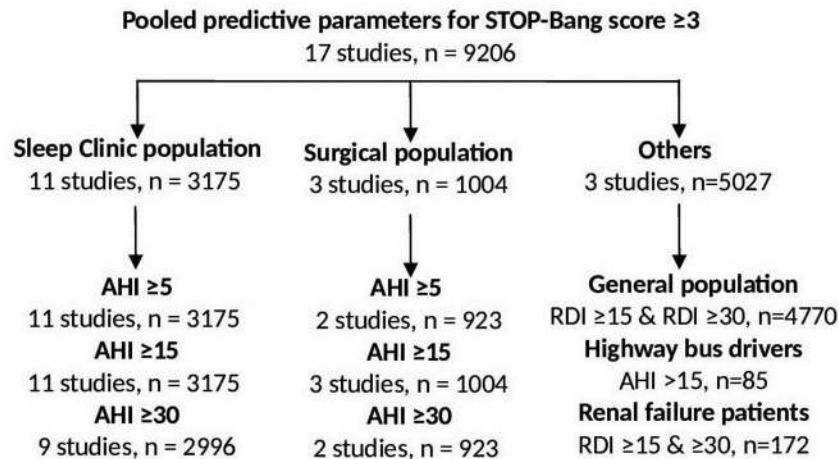 Pooled predictive parameters for STOP-Bang score ≥3
17 studies, n = 9206
Sleep Clinic population
11 studies, n = 3175
Surgical population
3 studies, n = 1004
Others
3 studies, n=5027
AHI ≥5
11 studies, n = 3175
AHI ≥15
11 studies, n = 3175
AHI ≥30
9 studies, n = 2996
AHI ≥5
2 studies, n = 923
AHI ≥15
3 studies, n = 1004
AHI ≥30
2 studies, n = 923
General population
RDI ≥15 & RDI ≥30, n=4770
Highway bus drivers
AHI >15, n=85
Renal failure patients
RDI ≥15 & ≥30, n=172